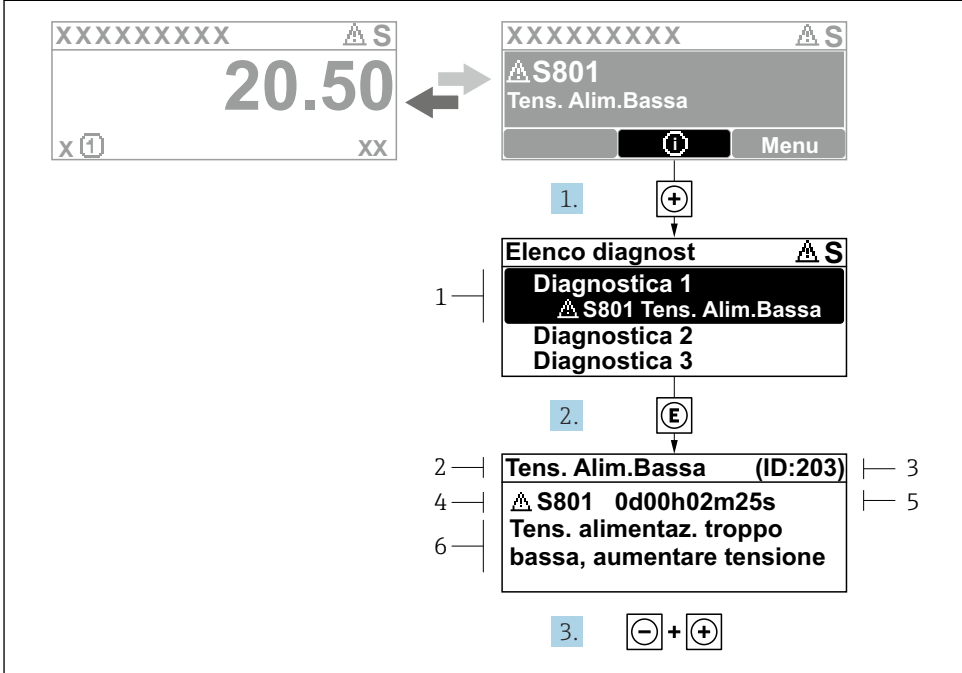 XXXXXXXXX ⚠ S
20.50
x ① xx
XXXXXXXXX ⚠ S
⚠ S801
Tens. Alim.Bassa
ⓘ Menu
1. +
Elenco diagnost ⚠ S
1
Diagnostica 1
⚠ S801 Tens. Alim.Bassa
Diagnostica 2
Diagnostica 3
2. E
2 Tens. Alim.Bassa (ID:203) 3
4 ⚠ S801 0d00h02m25s 5
6
Tens. alimentaz. troppo
bassa, aumentare tensione
3. - + +